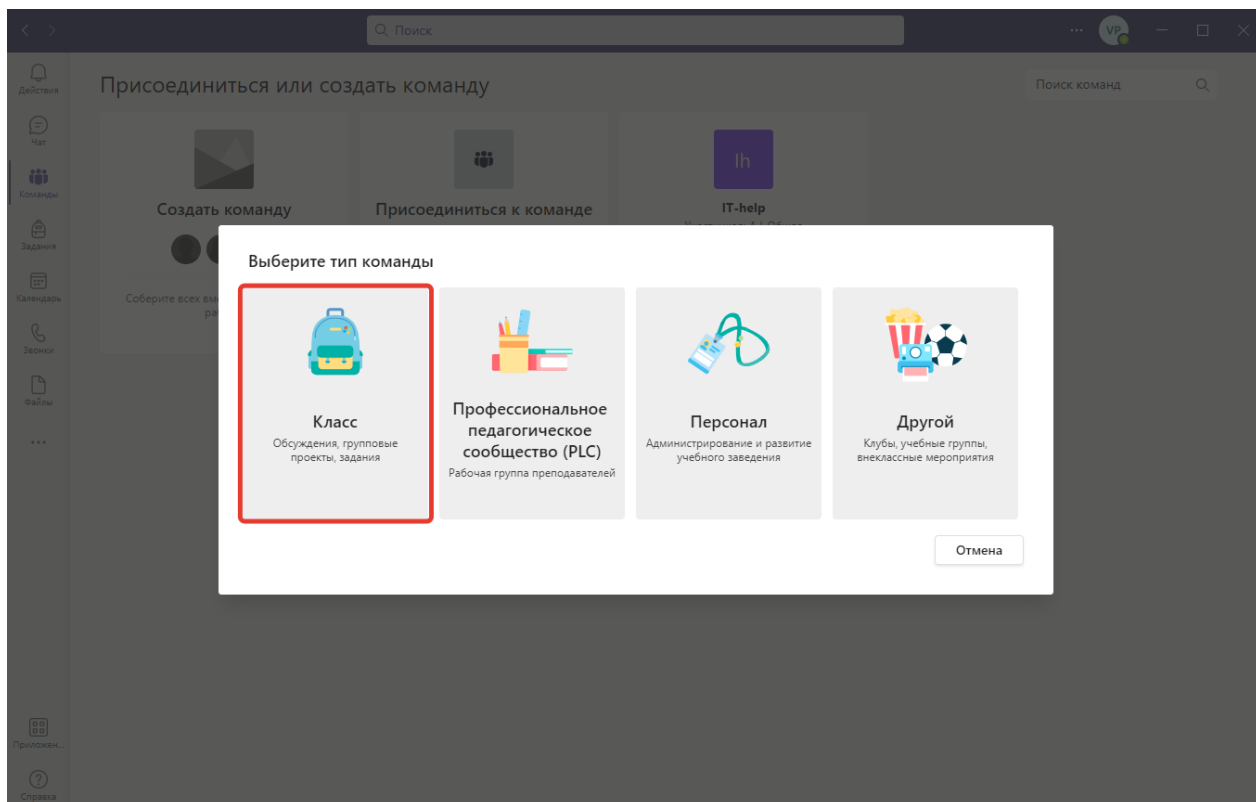 Поиск
VP
Действия
Чат
Команды
Задания
Календарь
Звонки
Файлы
Приложен...
Справка
Присоединиться или создать команду
Поиск команд
Создать команду
Присоединиться к команде
Ih
IT-help
Соберите всех вм
ра
Выберите тип команды
Класс
Обсуждения, групповые
проекты, задания
Профессиональное
педагогическое
сообщество (PLC)
Рабочая группа преподавателей
Персонал
Администрирование и развитие
учебного заведения
Другой
Клубы, учебные группы,
внеклассные мероприятия
Отмена